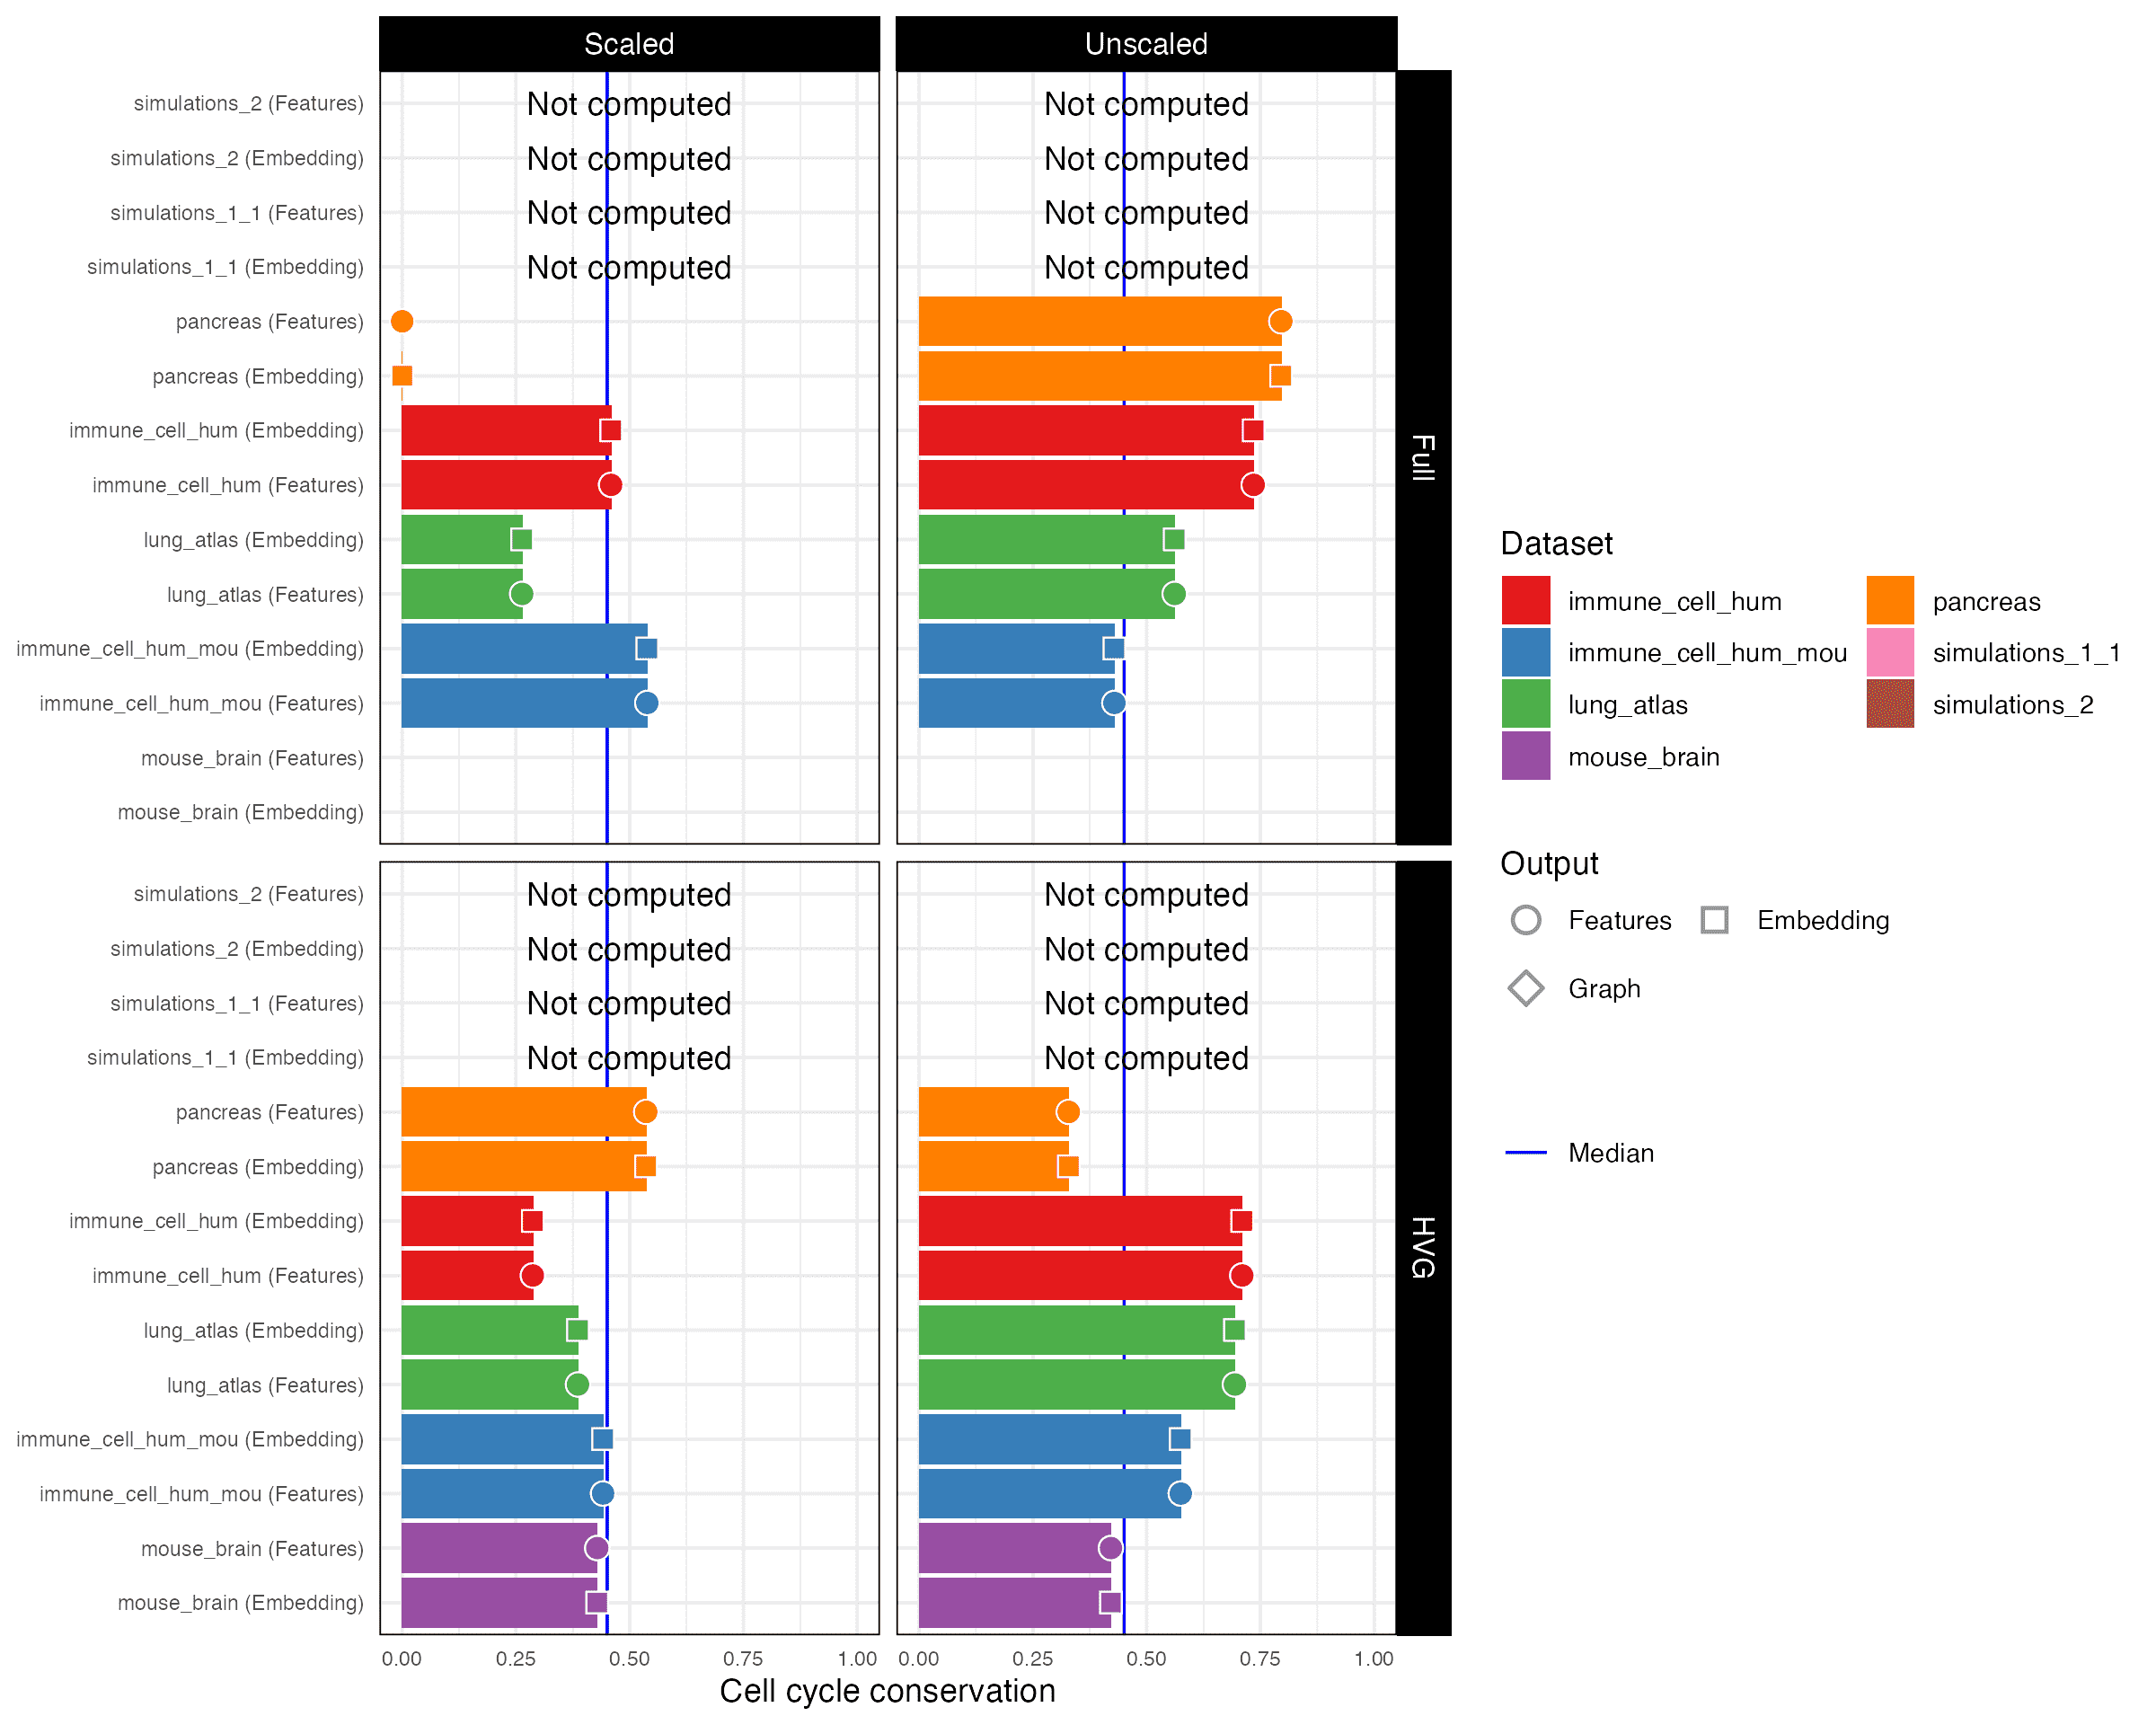 Scaled
Unscaled
simulations_2 (Features)
Not computed
Not computed
simulations_2 (Embedding)
Not computed
Not computed
simulations_1_1 (Features)
Not computed
Not computed
simulations_1_1 (Embedding)
Not computed
Not computed
pancreas (Features)
pancreas (Embedding)
immune_cell_hum (Embedding)
immune_cell_hum (Features)
lung_atlas (Embedding)
lung_atlas (Features)
immune_cell_hum_mou (Embedding)
immune_cell_hum_mou (Features)
mouse_brain (Features)
mouse_brain (Embedding)
Full
simulations_2 (Features)
Not computed
Not computed
simulations_2 (Embedding)
Not computed
Not computed
simulations_1_1 (Features)
Not computed
Not computed
simulations_1_1 (Embedding)
Not computed
Not computed
pancreas (Features)
pancreas (Embedding)
immune_cell_hum (Embedding)
immune_cell_hum (Features)
lung_atlas (Embedding)
lung_atlas (Features)
immune_cell_hum_mou (Embedding)
immune_cell_hum_mou (Features)
mouse_brain (Features)
mouse_brain (Embedding)
HVG
0.00 0.25 0.50 0.75 1.00
0.00 0.25 0.50 0.75 1.00
Cell cycle conservation
Dataset
immune_cell_hum
immune_cell_hum_mou
lung_atlas
mouse_brain
pancreas
simulations_1_1
simulations_2
Output
Features
Embedding
Graph
Median